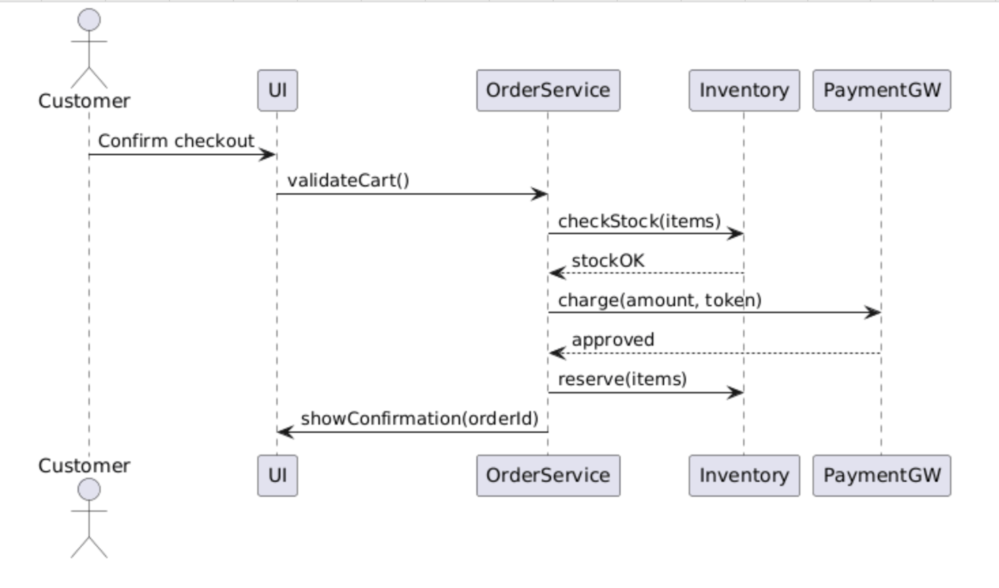 Customer
UI
OrderService
Inventory
PaymentGW
Confirm checkout
validateCart()
checkStock(items)
stockOK
charge(amount, token)
approved
reserve(items)
showConfirmation(orderId)
Customer
UI
OrderService
Inventory
PaymentGW